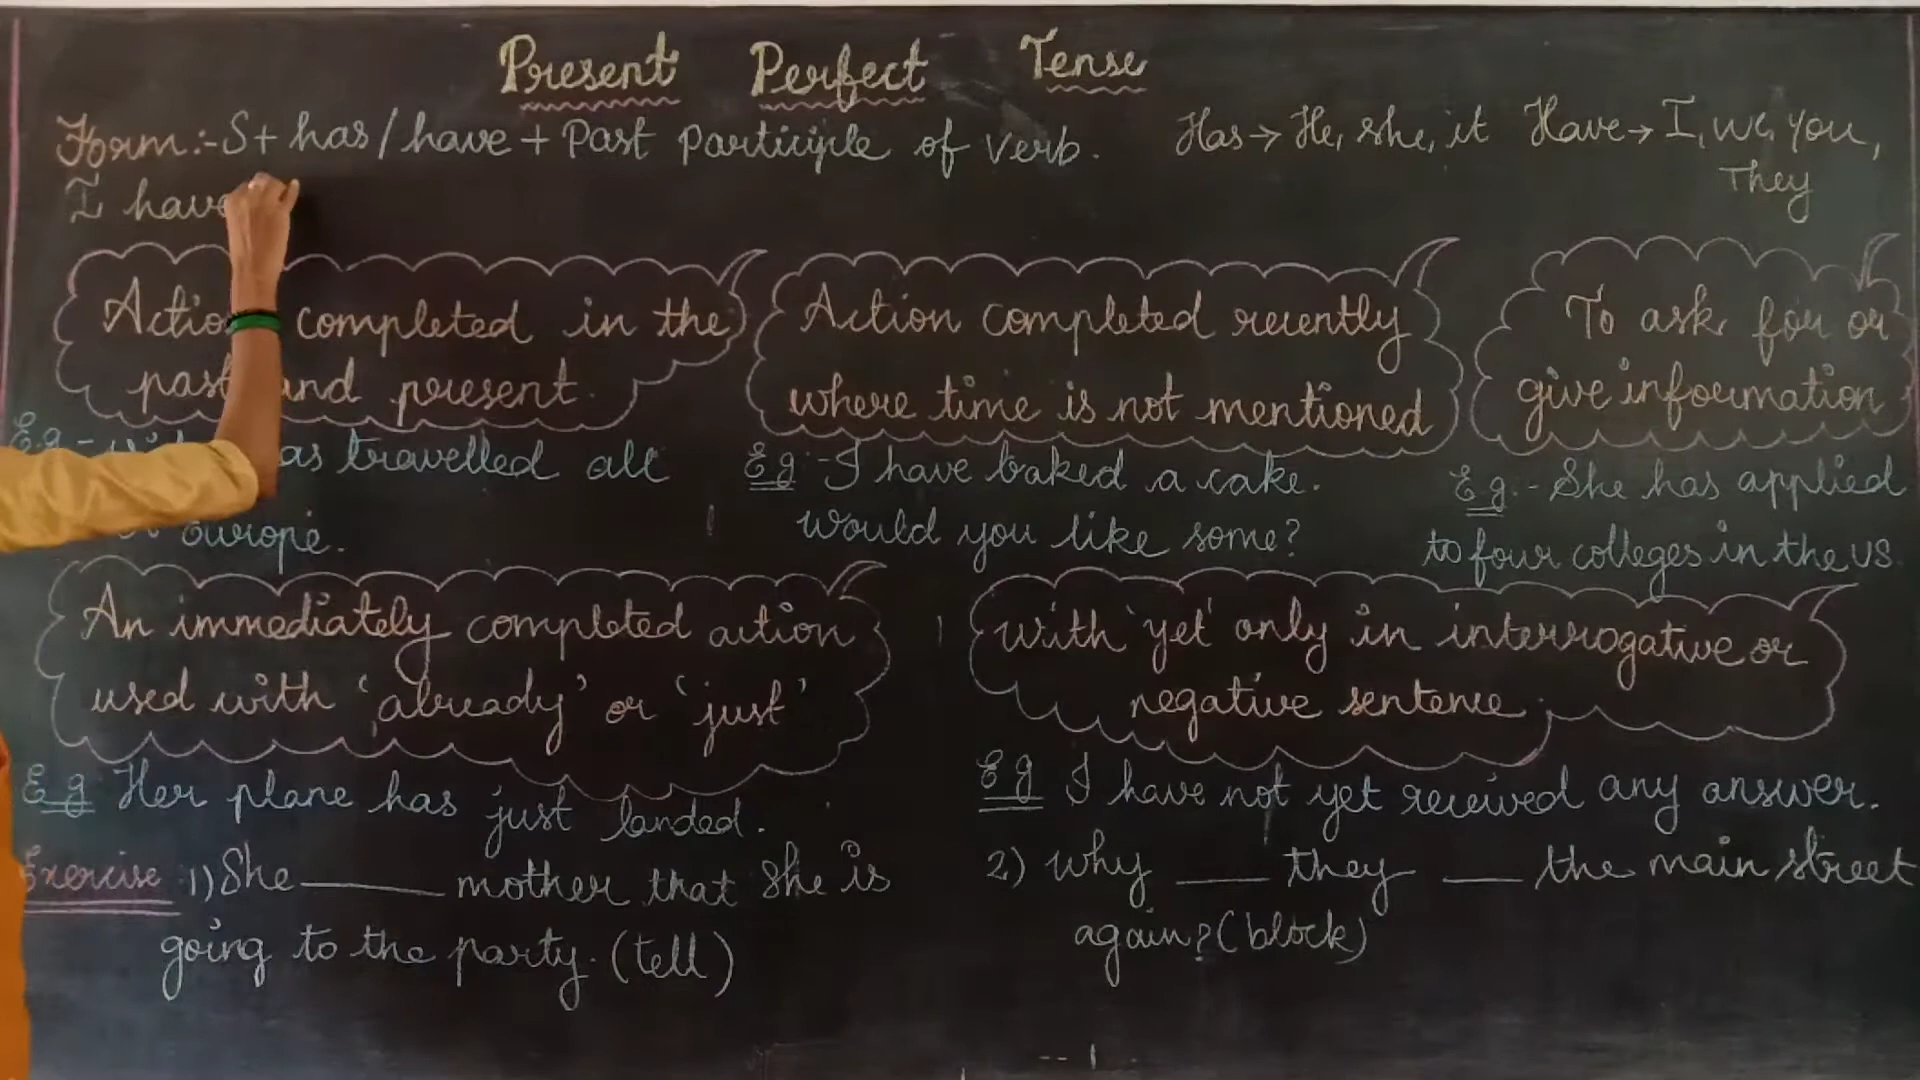 Present Perfect Tense
Form:- S+ has/have + Past participle of verb.
Has→ He, she, it Have→ I, we, you,
They
I have
Action completed in the
past and present.
Action completed recently
where time is not mentioned
To ask for or
give information
E.g - has travelled all
Europe.
Eg:- I have baked a cake.
would you like some?
Eg.- She has applied
to four colleges in the US.
An immediately completed action
used with 'already' or 'just'
with 'yet' only in interrogative or
negative sentence.
Eg Her plane has just landed.
Eg I have not yet received any answer.
Exercise 1) She ______ mother that she is
going to the party. (tell)
2) why ___ they ___ the main street
again? (block)